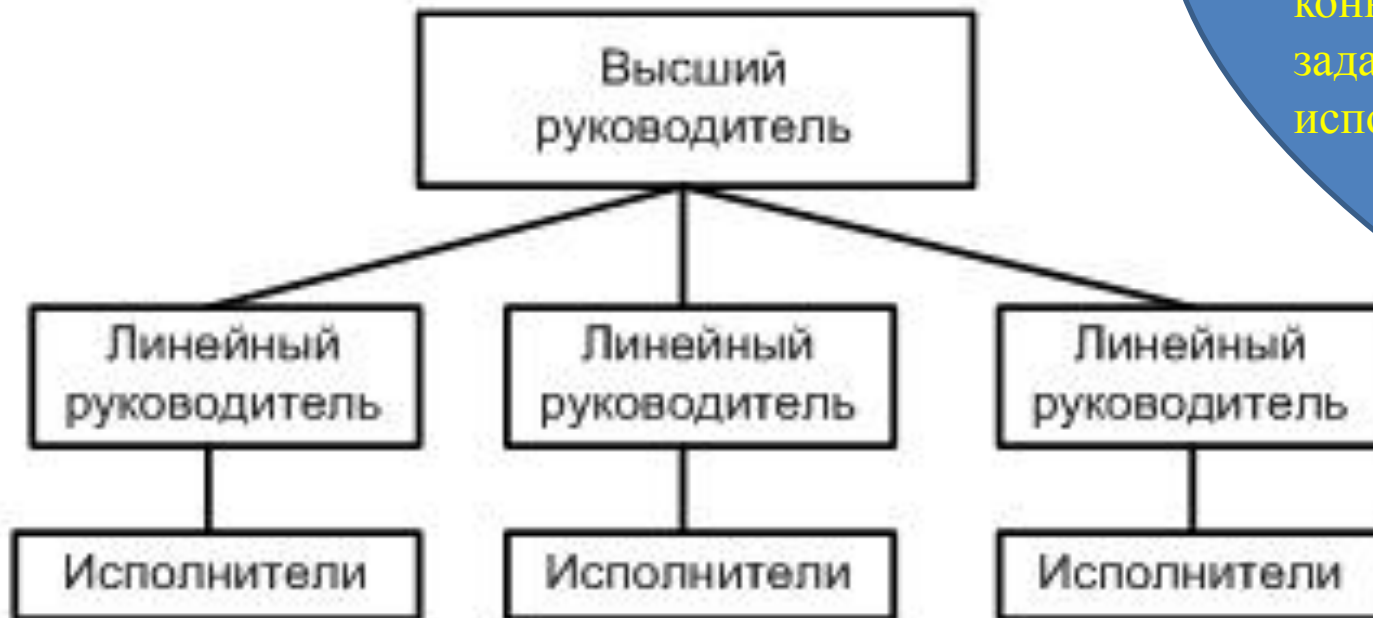 Высший
руководитель
Линейный
руководитель
Линейный
руководитель
Линейный
руководитель
Исполнители
Исполнители
Исполнители